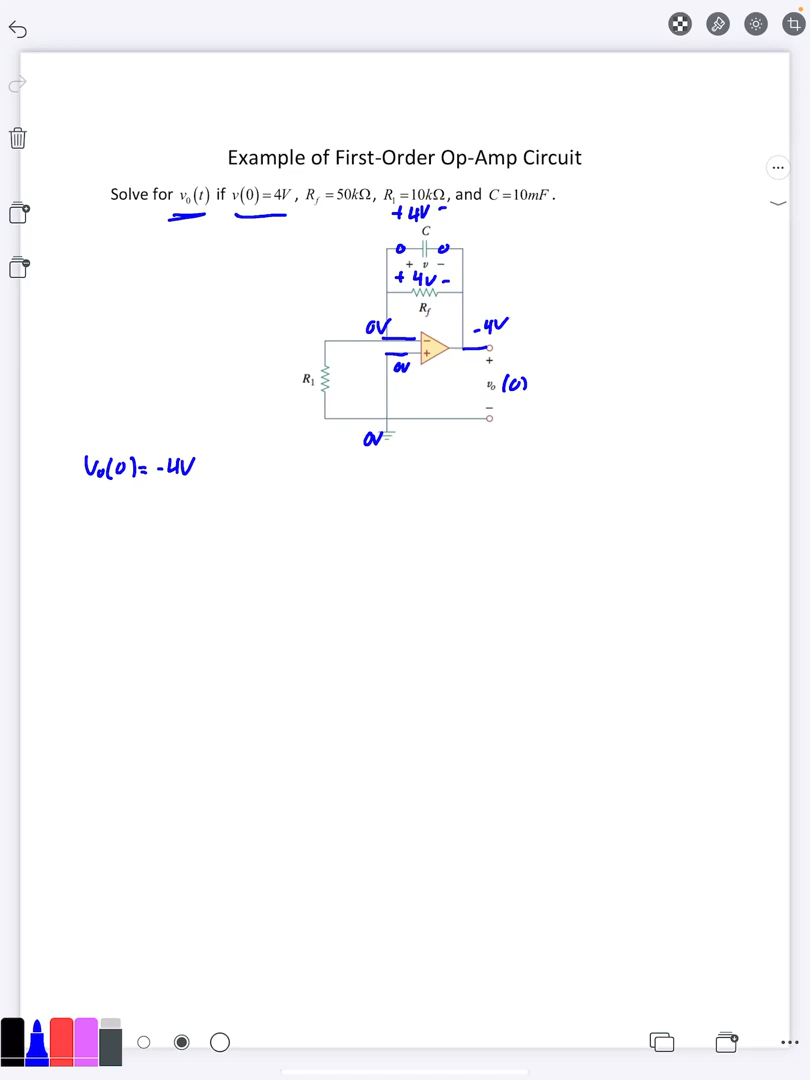 Example of First-Order Op-Amp Circuit
Solve for v₀(t) if v(0) = 4V, R_f = 50kΩ, R₁ = 10kΩ, and C = 10mF.
+ 4V -
C
+ v −
+ 4V -
R_f
0V
-4V
−
+
0V
+
R₁
v₀ (0)
−
0V
V₀(0) = -4V